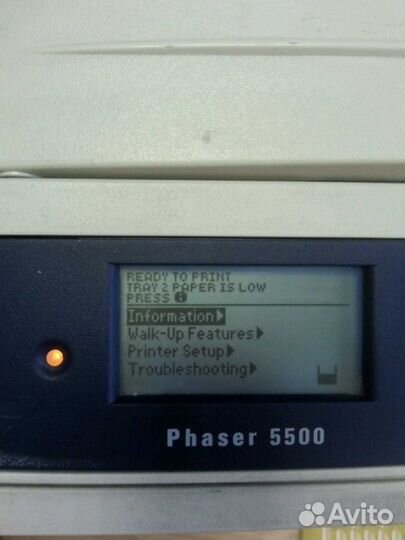 READY TO PRINT
TRAY 2 PAPER IS LOW
PRESS i
Information
Walk-Up Features
Printer Setup
Troubleshooting
Phaser 5500
Avito